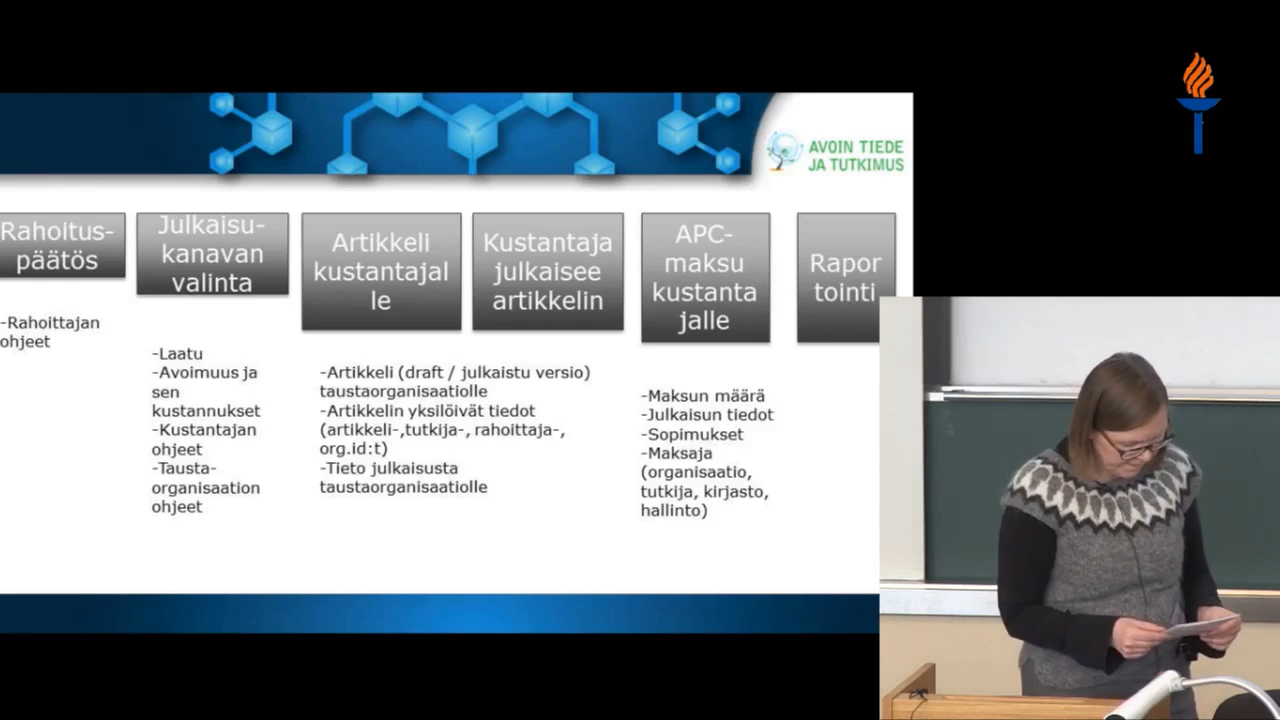 AVOIN TIEDE
JA TUTKIMUS
Rahoitus-
päätös
-Rahoittajan
ohjeet
Julkaisu-
kanavan
valinta
-Laatu
-Avoimuus ja
sen
kustannukset
-Kustantajan
ohjeet
-Tausta-
organisaation
ohjeet
Artikkeli
kustantajal
le
Kustantaja
julkaisee
artikkelin
-Artikkeli (draft / julkaistu versio)
taustaorganisaatiolle
-Artikkelin yksilöivät tiedot
(artikkeli-,tutkija-, rahoittaja-,
org.id:t)
-Tieto julkaisusta
taustaorganisaatiolle
APC-
maksu
kustanta
jalle
-Maksun määrä
-Julkaisun tiedot
-Sopimukset
-Maksaja
(organisaatio,
tutkija, kirjasto,
hallinto)
Rapor
tointi